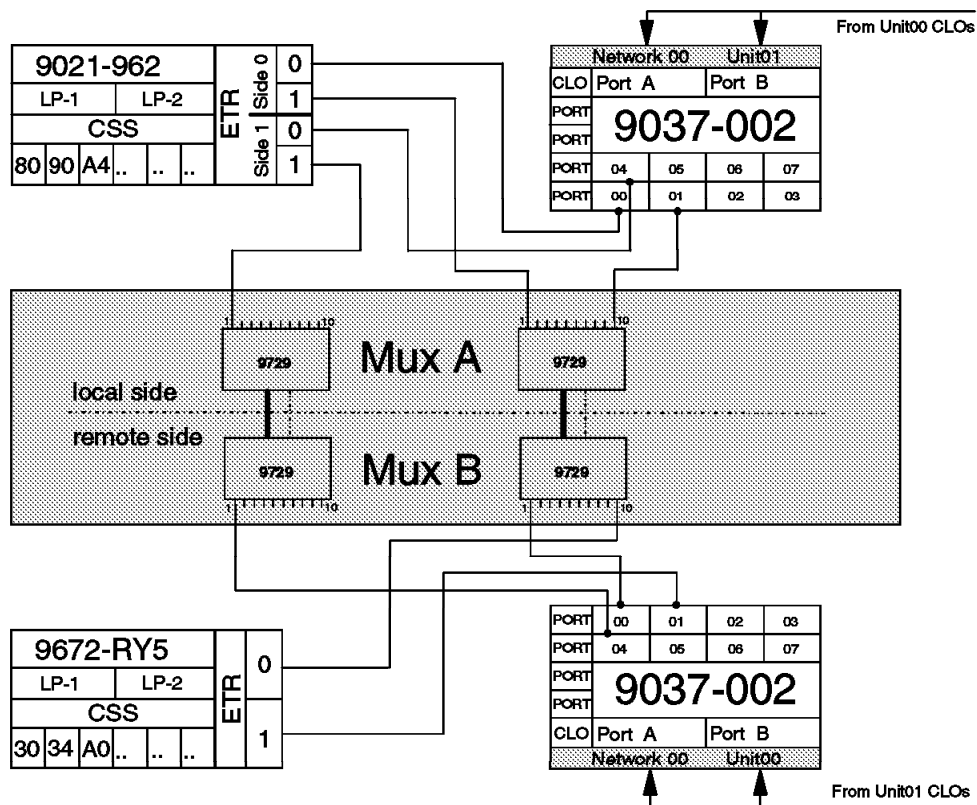 From Unit00 CLOs
9021-962
LP-1 LP-2
CSS
80 90 A4 .. .. ..
ETR
Side 0
Side 1
0
1
0
1
Network 00 Unit01
CLO Port A Port B
PORT
PORT
9037-002
PORT 04 05 06 07
PORT 00 01 02 03
1 10
1 10
9729
Mux A
9729
local side
remote side
9729
Mux B
9729
1 10
1 10
9672-RY5
LP-1 LP-2
CSS
30 34 A0 .. .. ..
ETR
0
1
PORT 00 01 02 03
PORT 04 05 06 07
PORT
PORT
9037-002
CLO Port A Port B
Network 00 Unit00
From Unit01 CLOs